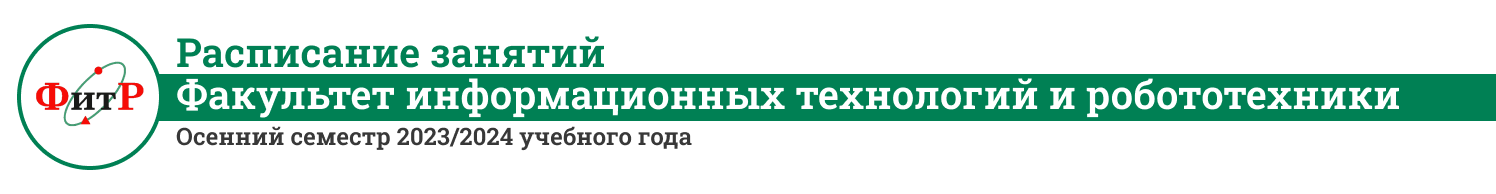 ФитР
Расписание занятий
Факультет информационных технологий и робототехники
Осенний семестр 2023/2024 учебного года